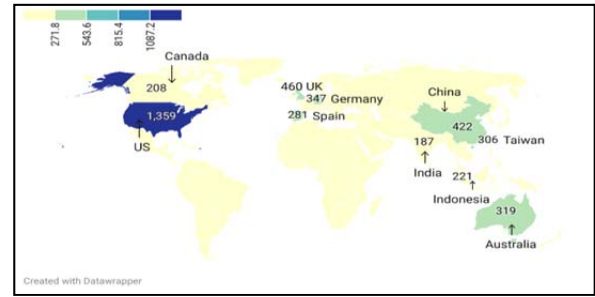 271.8
543.6
815.4
1087.2
Canada
208
1,359
US
460 UK
347 Germany
281 Spain
China
422
306 Taiwan
187
India
221
Indonesia
319
Australia
Created with Datawrapper